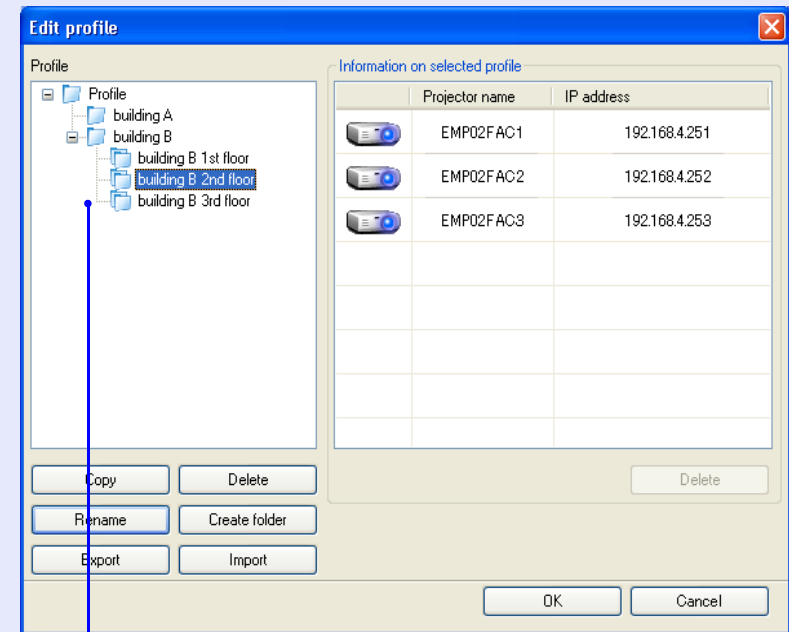 Edit profile
Profile
Profile
building A
building B
building B 1st floor
building B 2nd floor
building B 3rd floor
Copy
Delete
Rename
Create folder
Export
Import
Information on selected profile
Projector name IP address
EMP02FAC1 192.168.4.251
EMP02FAC2 192.168.4.252
EMP02FAC3 192.168.4.253
Delete
OK
Cancel